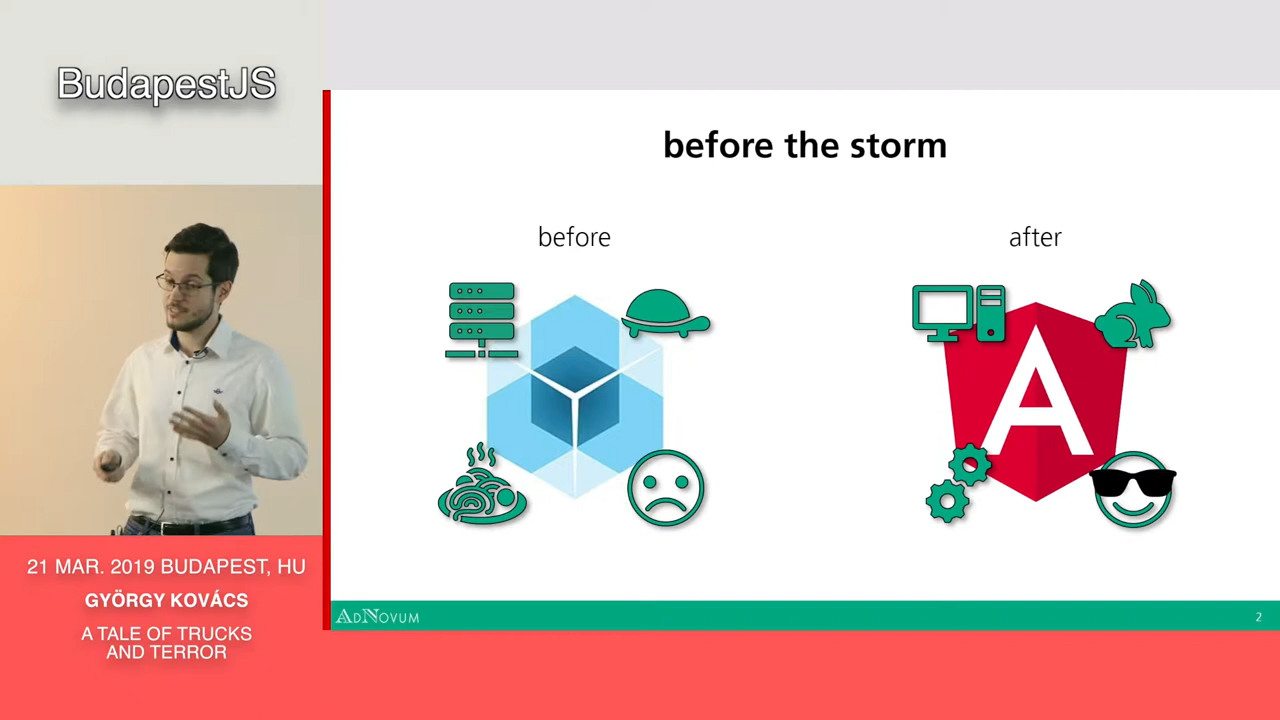 BudapestJS
before the storm
before
after
A
21 MAR. 2019 BUDAPEST, HU
GYÖRGY KOVÁCS
A TALE OF TRUCKS
AND TERROR
ADNOVUM
2